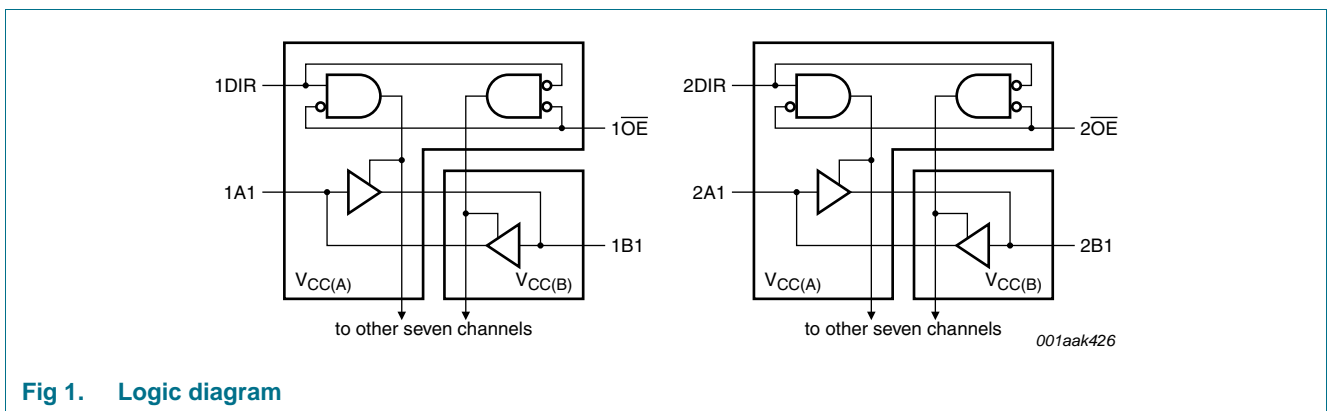 1DIR
1OE
1A1
1B1
VCC(A)
VCC(B)
to other seven channels
2DIR
2OE
2A1
2B1
VCC(A)
VCC(B)
to other seven channels
001aak426
Fig 1. Logic diagram